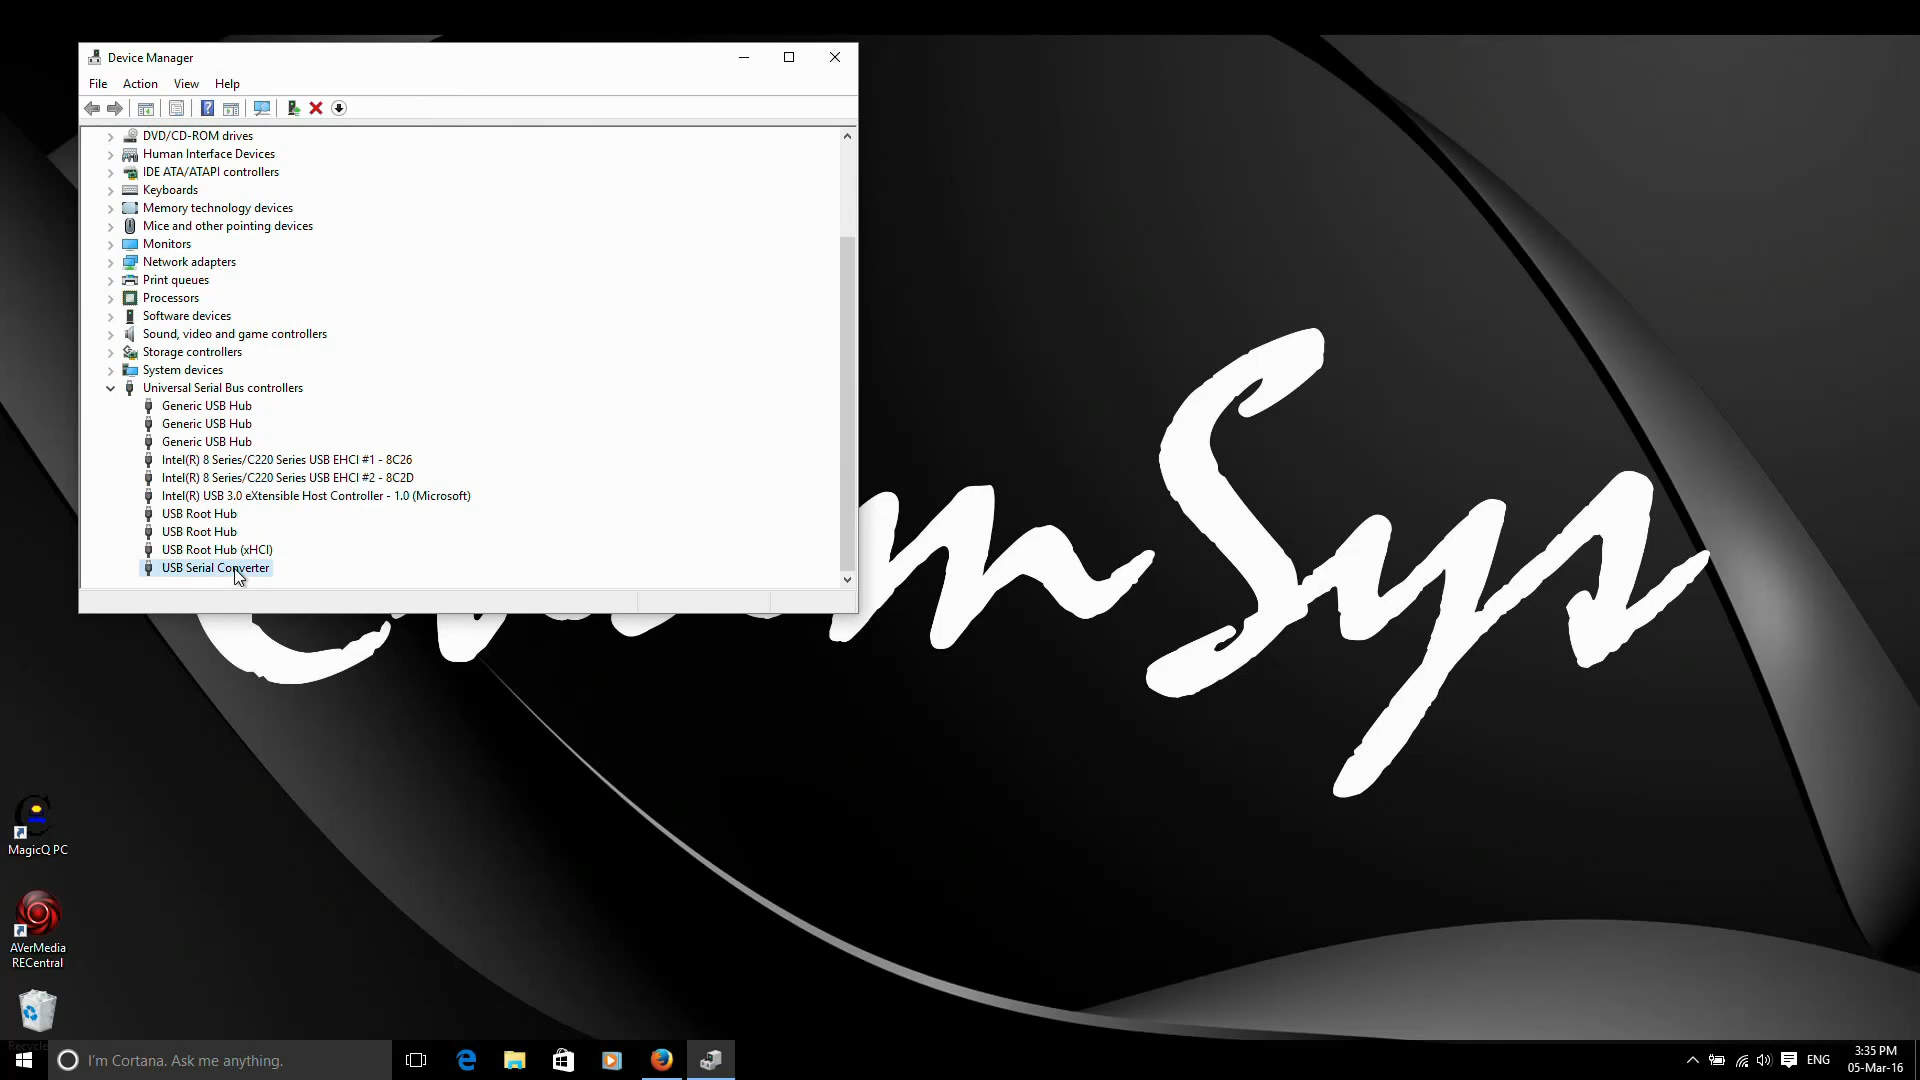 Device Manager
File Action View Help
DVD/CD-ROM drives
Human Interface Devices
IDE ATA/ATAPI controllers
Keyboards
Memory technology devices
Mice and other pointing devices
Monitors
Network adapters
Print queues
Processors
Software devices
Sound, video and game controllers
Storage controllers
System devices
Universal Serial Bus controllers
Generic USB Hub
Generic USB Hub
Generic USB Hub
Intel(R) 8 Series/C220 Series USB EHCI #1 - 8C26
Intel(R) 8 Series/C220 Series USB EHCI #2 - 8C2D
Intel(R) USB 3.0 eXtensible Host Controller - 1.0 (Microsoft)
USB Root Hub
USB Root Hub
USB Root Hub (xHCI)
USB Serial Converter
MagicQ PC
AVerMedia
RECentral
I'm Cortana. Ask me anything.
ENG
3:35 PM
05-Mar-16